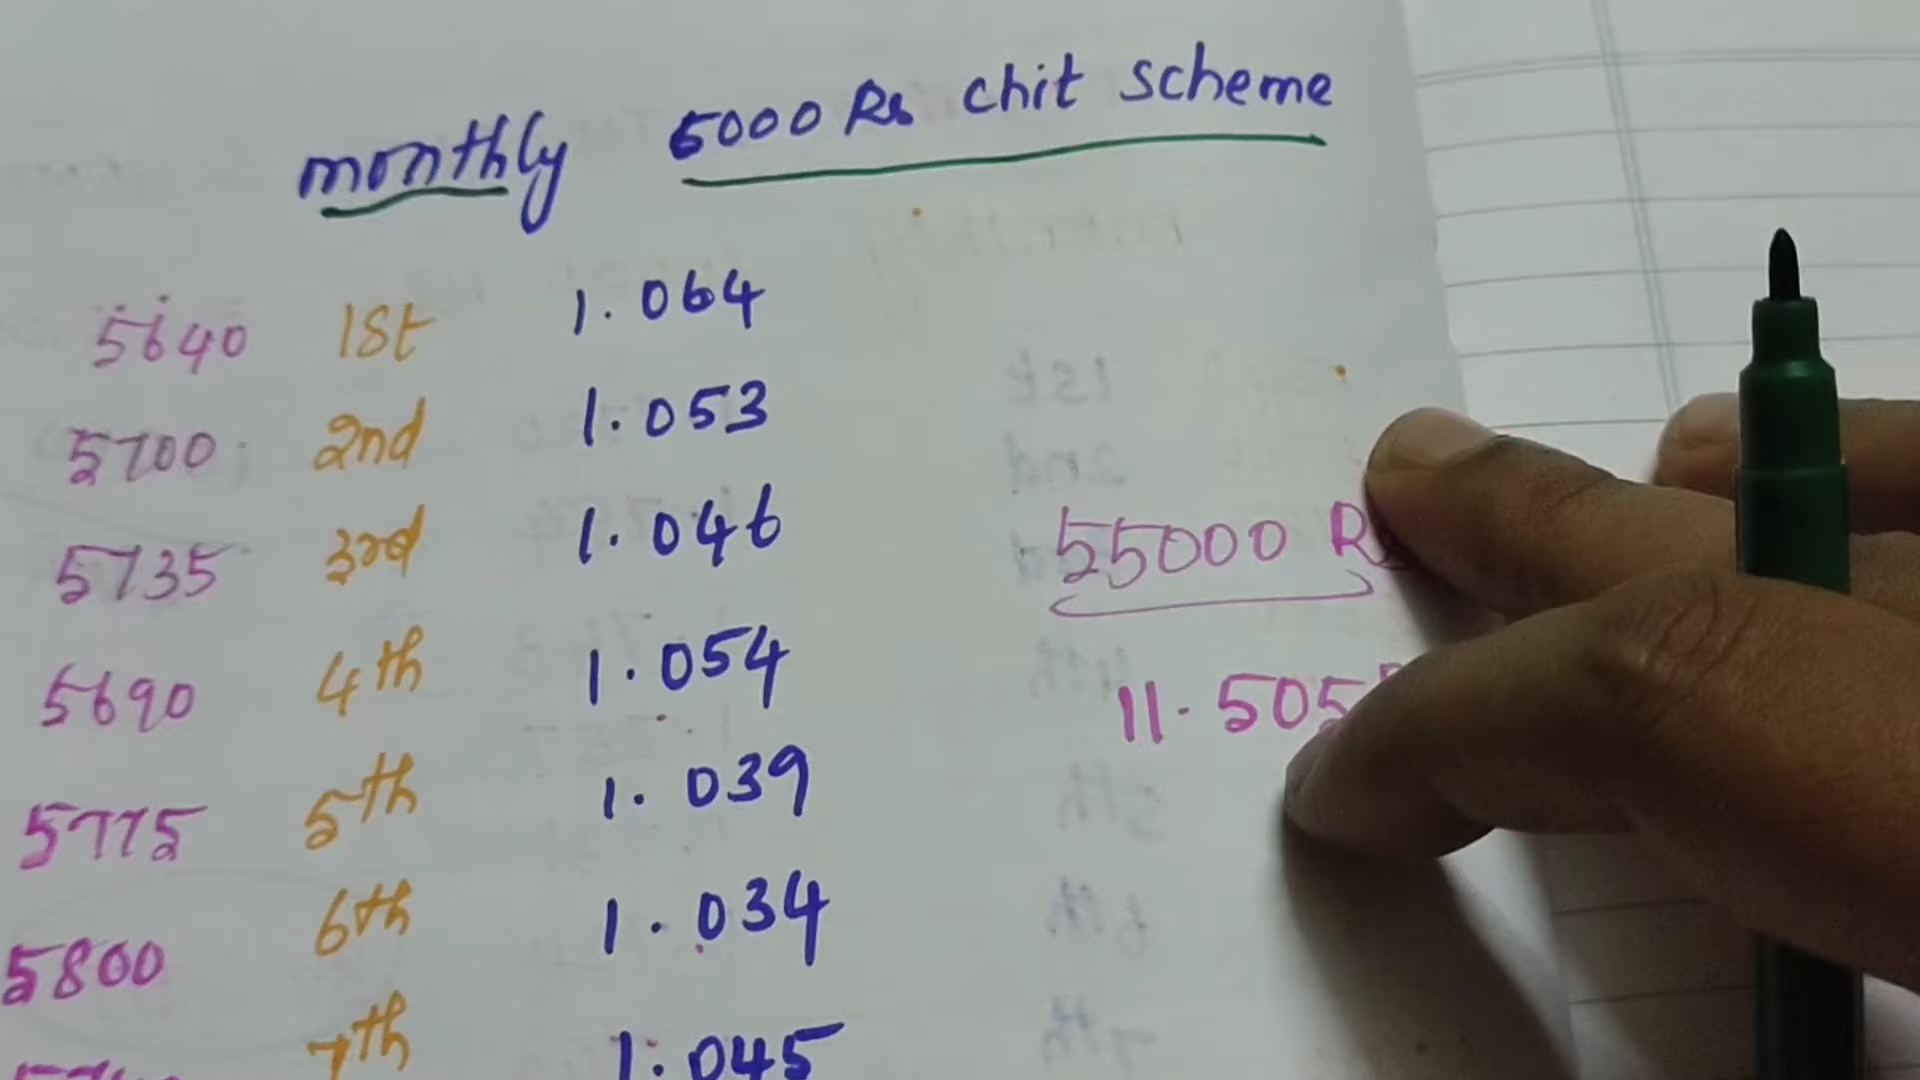 monthly 5000 Rs chit scheme
5640 1st 1.064
5700 2nd 1.053
5735 3rd 1.046
55000
5690 4th 1.054
11.505
5775 5th 1.039
5800 6th 1.034
7th 1.045